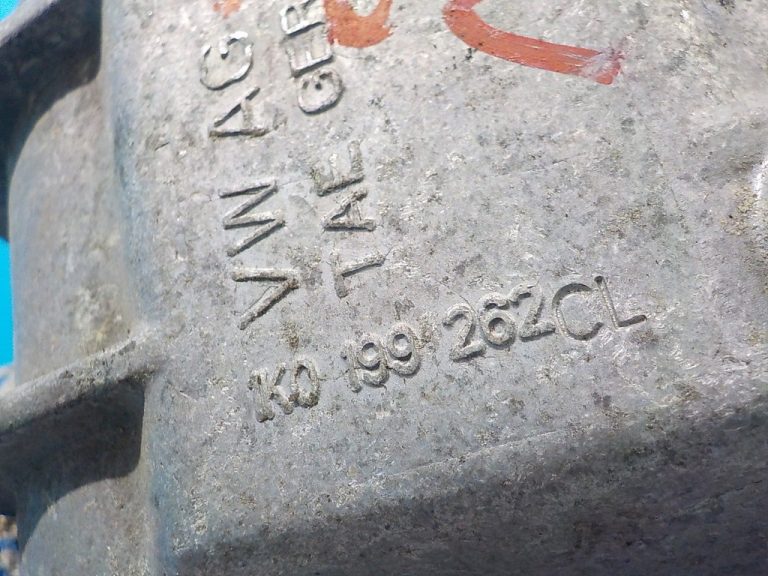 VW AG
TAE GER
1K0 199 262CL